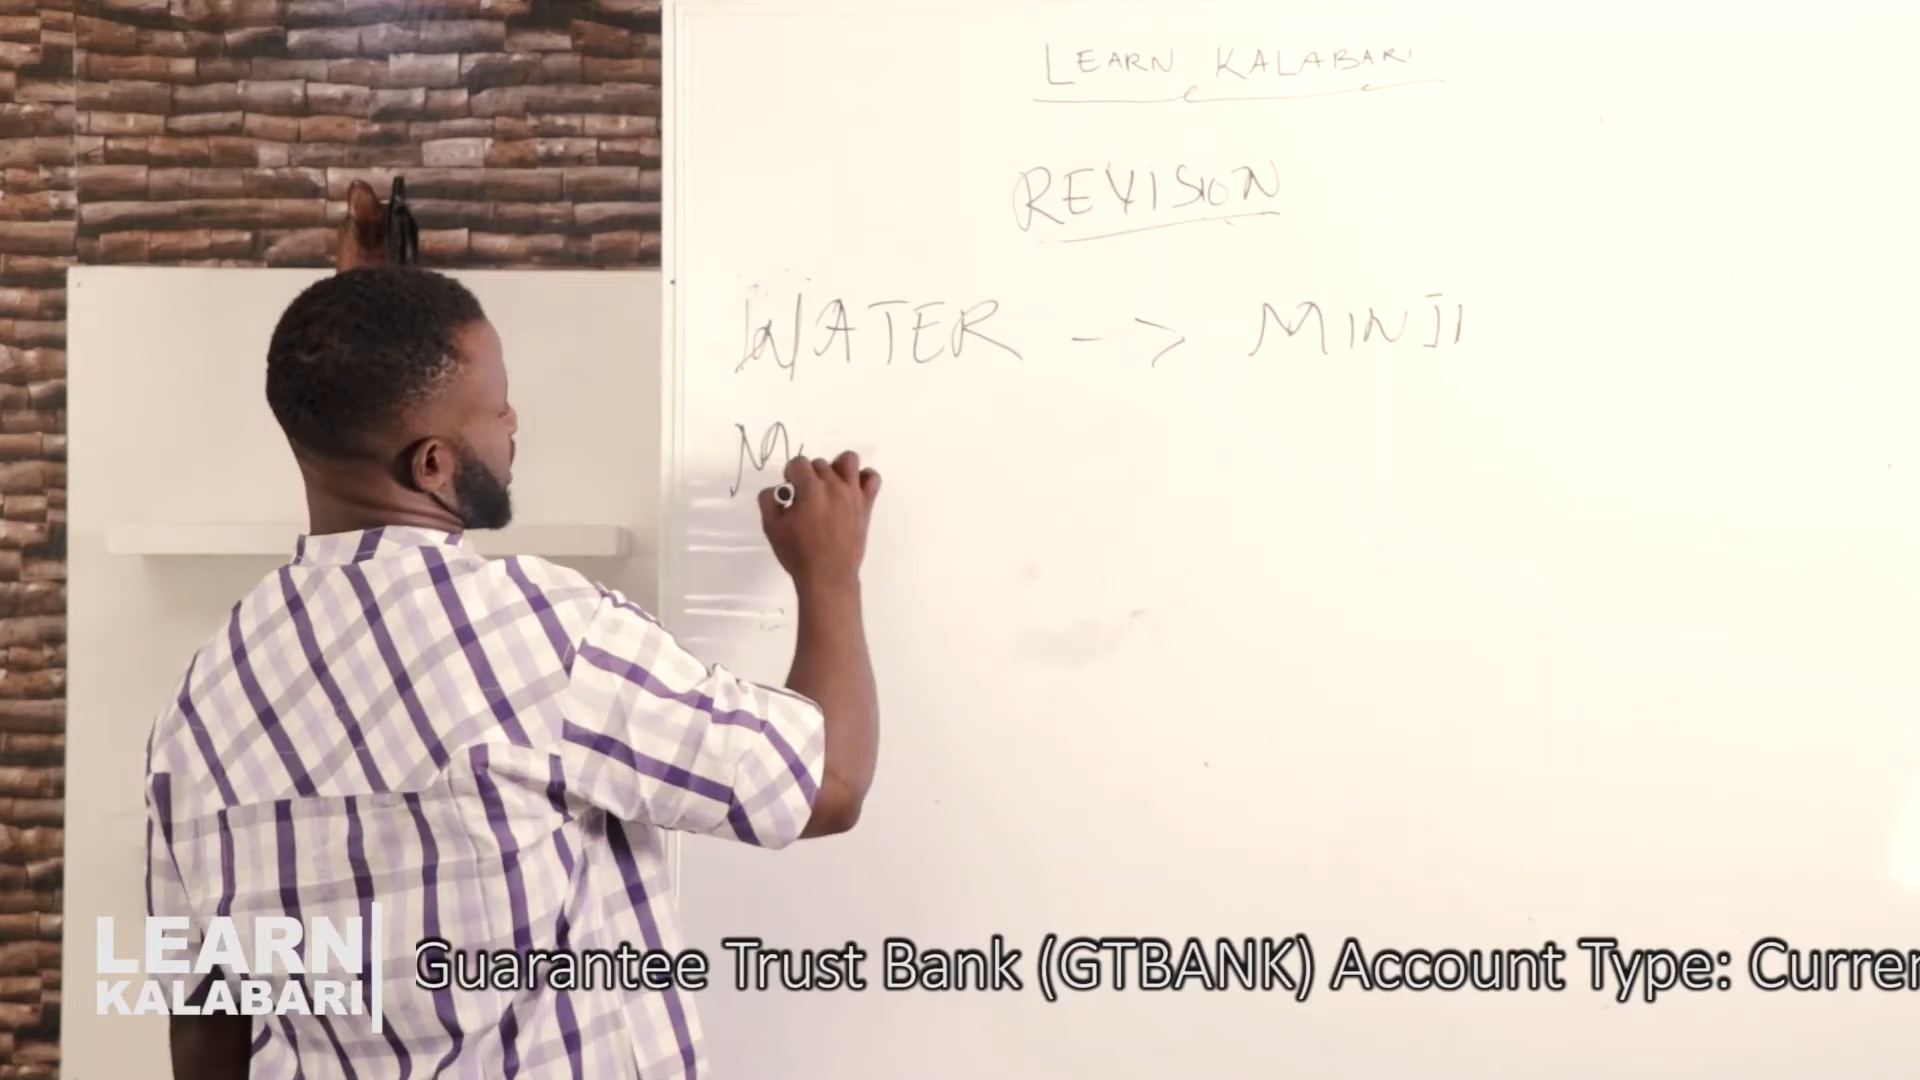 LEARN KALABARI
REVISION
WATER -> MINJI
M
LEARN
KALABARI
Guarantee Trust Bank (GTBANK) Account Type: Curren